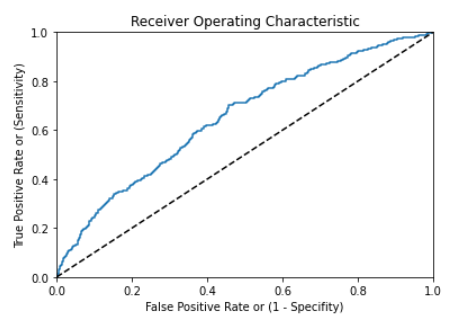 Receiver Operating Characteristic
True Positive Rate or (Sensitivity)
1.0
0.8
0.6
0.4
0.2
0.0
0.0 0.2 0.4 0.6 0.8 1.0
False Positive Rate or (1 - Specifity)